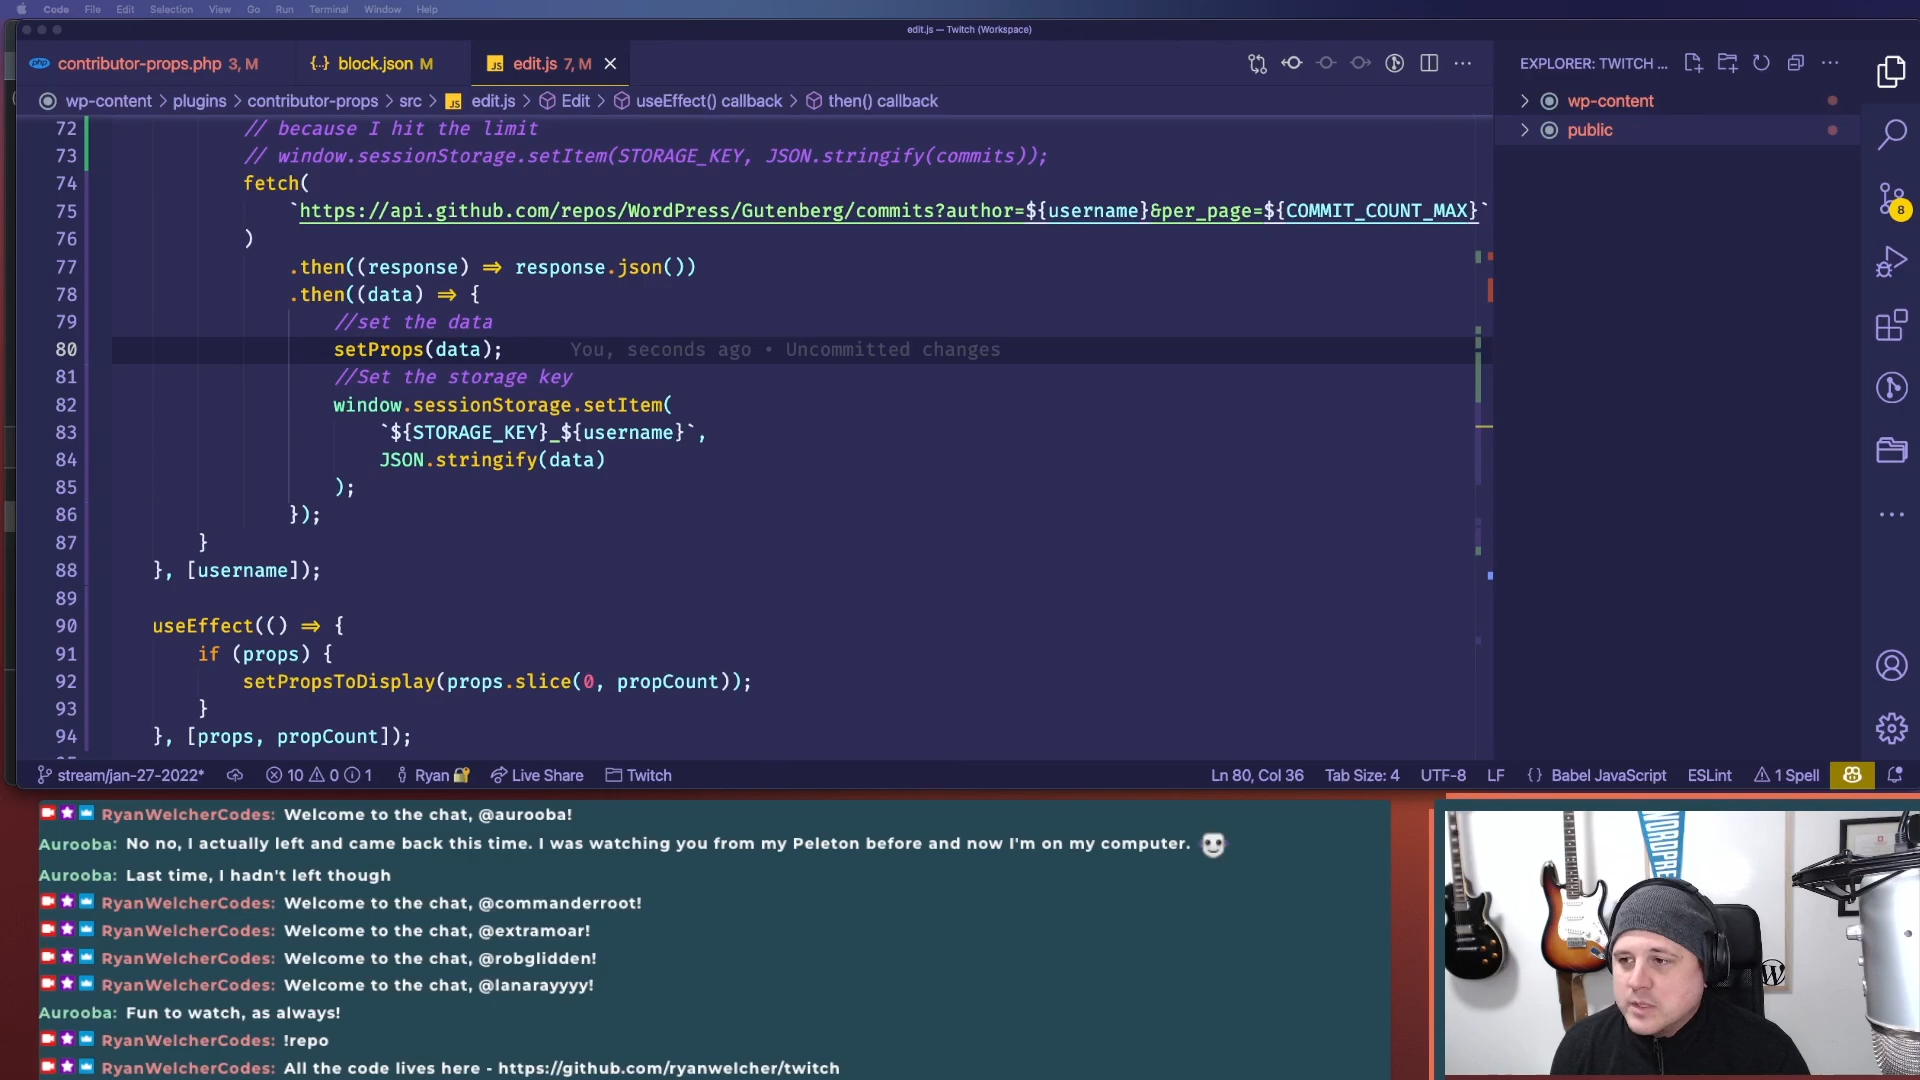 Code File Edit Selection View Go Run Terminal Window Help
edit.js — Twitch (Workspace)
contributor-props.php 3, M
block.json M
edit.js 7, M
EXPLORER: TWITCH ...
wp-content > plugins > contributor-props > src > edit.js > Edit > useEffect() callback > then() callback
wp-content
public
72 // because I hit the limit
73 // window.sessionStorage.setItem(STORAGE_KEY, JSON.stringify(commits));
74 fetch(
75 `https://api.github.com/repos/WordPress/Gutenberg/commits?author=${username}&per_page=${COMMIT_COUNT_MAX}`
76 )
77 .then((response) => response.json())
78 .then((data) => {
79 //set the data
80 setProps(data); You, seconds ago • Uncommitted changes
81 //Set the storage key
82 window.sessionStorage.setItem(
83 `${STORAGE_KEY}_${username}`,
84 JSON.stringify(data)
85 );
86 });
87 }
88 }, [username]);
89
90 useEffect(() => {
91 if (props) {
92 setPropsToDisplay(props.slice(0, propCount));
93 }
94 }, [props, propCount]);
8
stream/jan-27-2022* 10 0 1 Ryan Live Share Twitch Ln 80, Col 36 Tab Size: 4 UTF-8 LF {} Babel JavaScript ESLint 1 Spell
RyanWelcherCodes: Welcome to the chat, @aurooba!
Aurooba: No no, I actually left and came back this time. I was watching you from my Peleton before and now I'm on my computer.
Aurooba: Last time, I hadn't left though
RyanWelcherCodes: Welcome to the chat, @commanderroot!
RyanWelcherCodes: Welcome to the chat, @extramoar!
RyanWelcherCodes: Welcome to the chat, @robglidden!
RyanWelcherCodes: Welcome to the chat, @lanarayyyy!
Aurooba: Fun to watch, as always!
RyanWelcherCodes: !repo
RyanWelcherCodes: All the code lives here - https://github.com/ryanwelcher/twitch